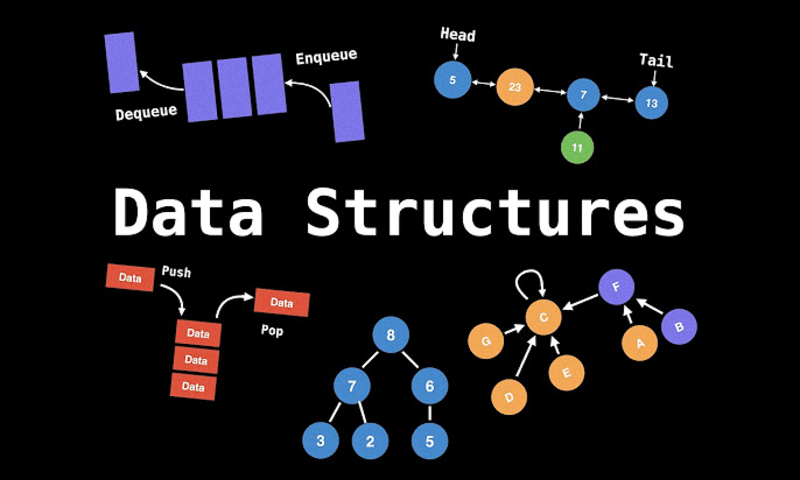 Enqueue
Dequeue
Head
Tail
5
23
7
13
11
Data Structures
Data
Push
Data
Pop
Data
Data
Data
8
7
6
3
2
5
F
C
B
G
A
E
D